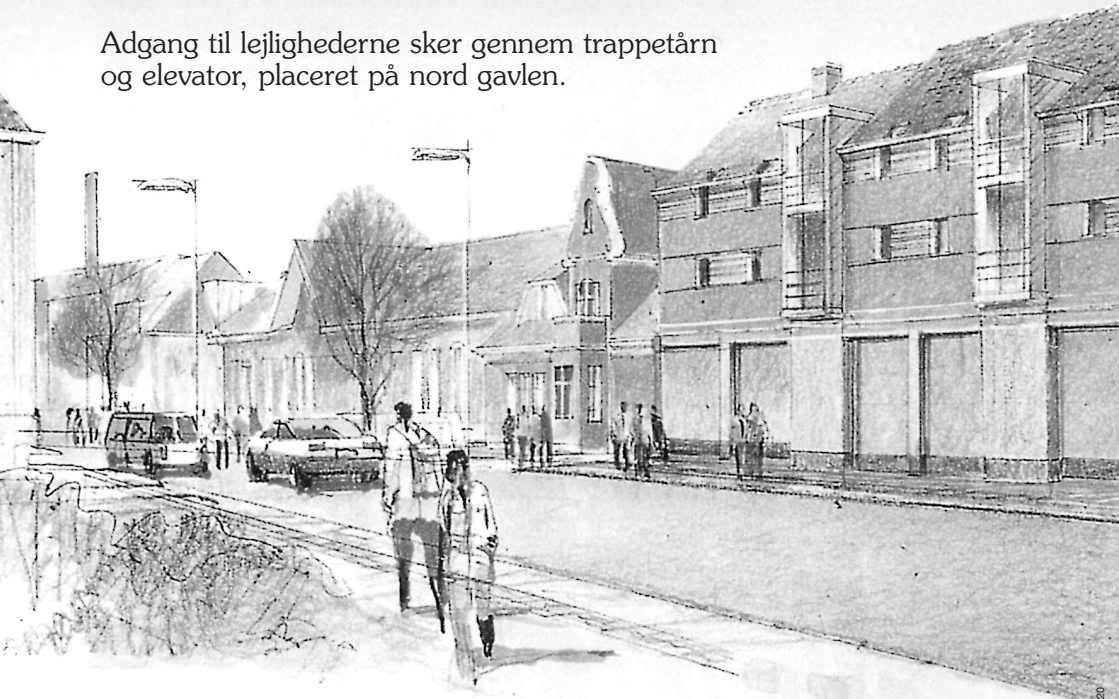 Adgang til lejlighederne sker gennem trappetårn
og elevator, placeret på nord gavlen.